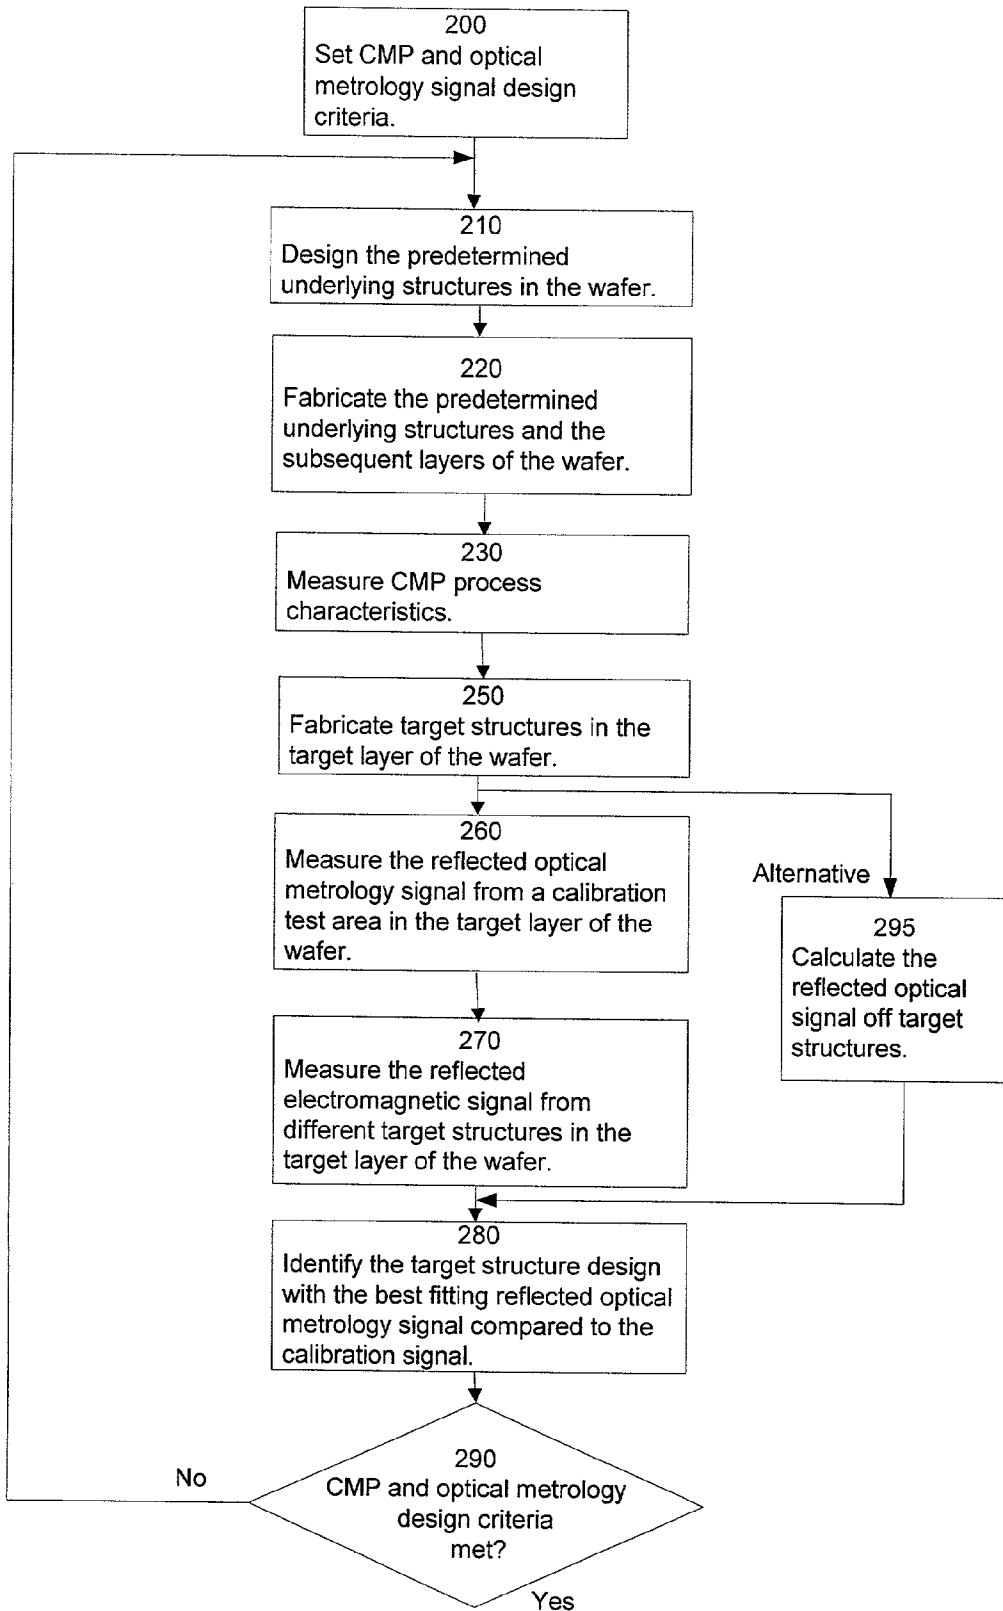 200
Set CMP and optical
metrology signal design
criteria.
210
Design the predetermined
underlying structures in the wafer.
220
Fabricate the predetermined
underlying structures and the
subsequent layers of the wafer.
230
Measure CMP process
characteristics.
250
Fabricate target structures in the
target layer of the wafer.
260
Measure the reflected optical
metrology signal from a calibration
test area in the target layer of the
wafer.
Alternative
295
Calculate the
reflected optical
signal off target
structures.
270
Measure the reflected
electromagnetic signal from
different target structures in the
target layer of the wafer.
280
Identify the target structure design
with the best fitting reflected optical
metrology signal compared to the
calibration signal.
290
CMP and optical metrology
design criteria
met?
No
Yes